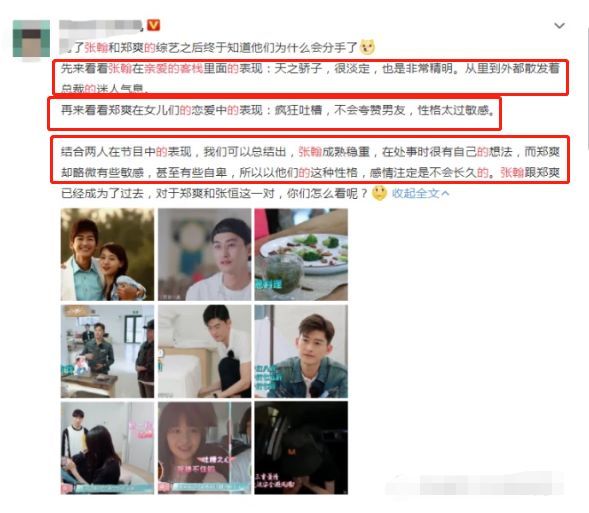 了张翰和郑爽的综艺之后终于知道他们为什么会分手了
先来看看张翰在亲爱的客栈里面的表现：天之骄子，很淡定，也是非常精明。从里到外都散发着
总裁的迷人气息。
再来看看郑爽在女儿们的恋爱中的表现：疯狂吐槽，不会夸赞男友，性格太过敏感。
结合两人在节目中的表现，我们可以总结出，张翰成熟稳重，在处事时很有自己的想法，而郑爽
却略微有些敏感，甚至有些自卑，所以以他们的这种性格，感情注定是不会长久的。张翰跟郑爽
已经成为了过去，对于郑爽和张恒这一对，你们怎么看呢？ 收起全文
吐槽之心